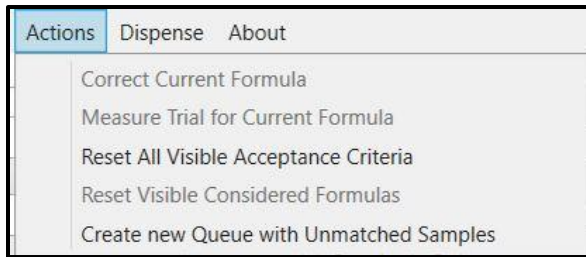 Actions Dispense About
Correct Current Formula
Measure Trial for Current Formula
Reset All Visible Acceptance Criteria
Reset Visible Considered Formulas
Create new Queue with Unmatched Samples